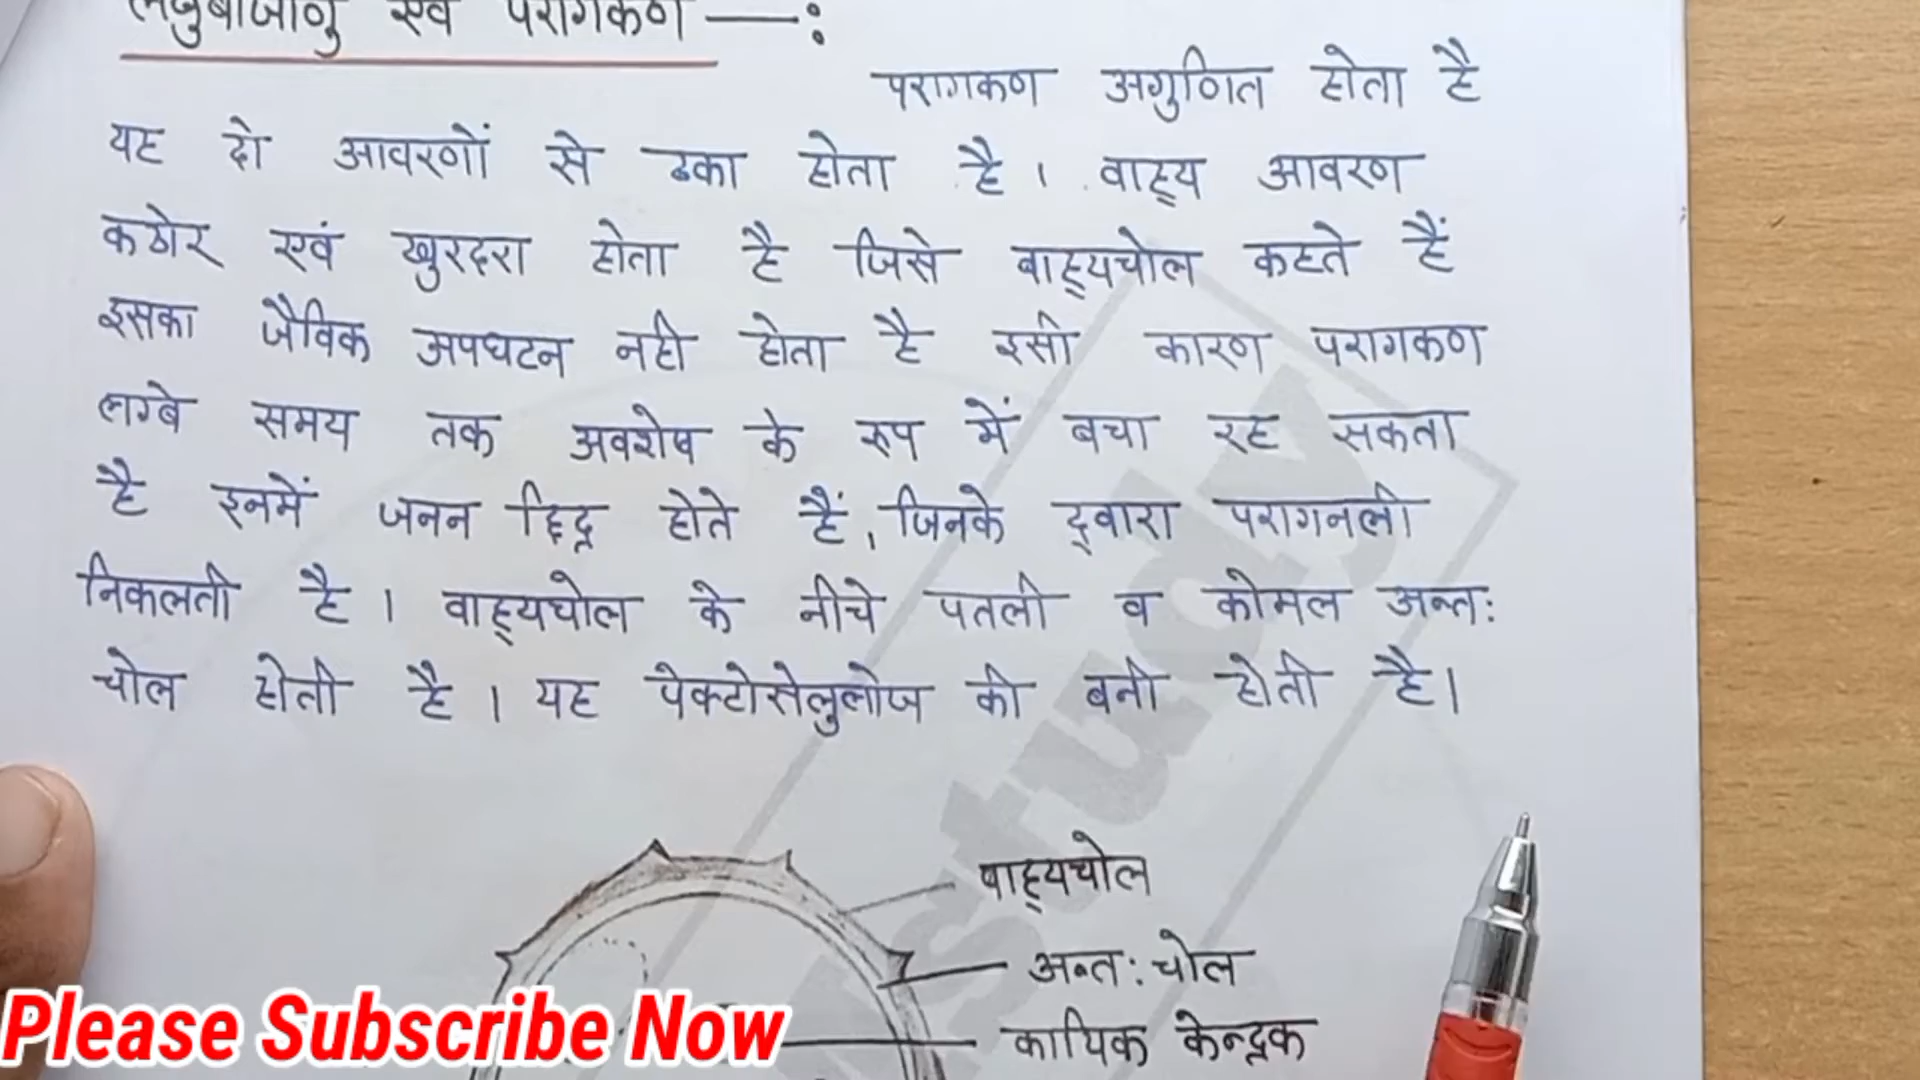 लघुबीजाणु एवं परागकण —:
परागकण अगुणित होता है
यह दो आवरणों से ढका होता है । वाह्य आवरण
कठोर एवं खुरदरा होता है जिसे बाह्यचोल कहते हैं
इसका जैविक अपघटन नही होता है इसी कारण परागकण
लम्बे समय तक अवशेष के रूप में बचा रह सकता
है इनमें जनन छिद्र होते हैं, जिनके द्वारा परागनली
निकलती है । वाह्यचोल के नीचे पतली व कोमल अन्तः
चोल होती है । यह पेक्टोसेलुलोज की बनी होती है।
वाह्यचोल
अन्तः चोल
कायिक केन्द्रक
study
Please Subscribe Now